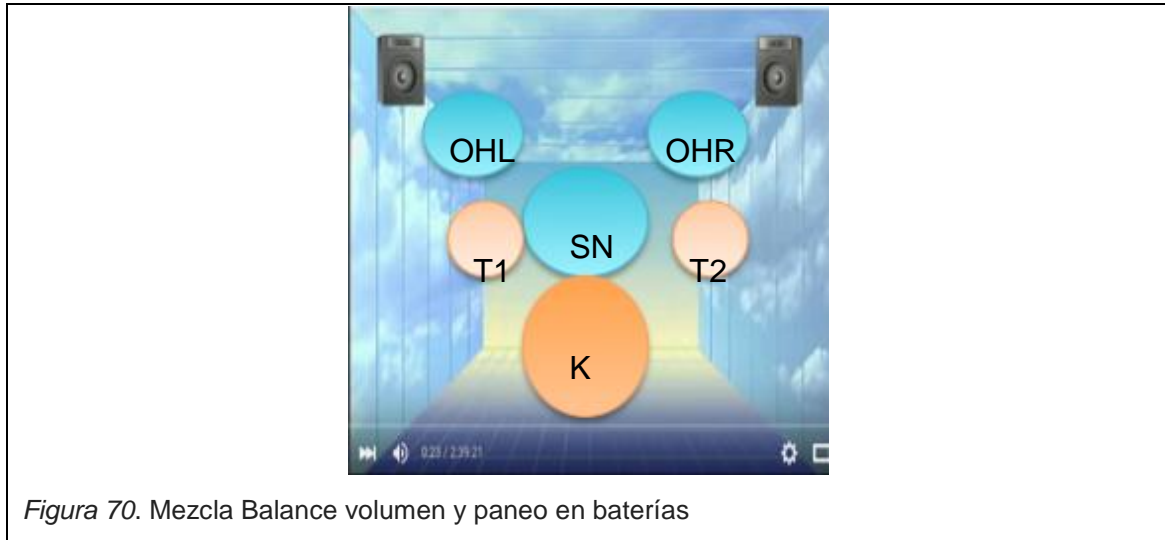 OHL OHR
SN
T1 T2
K
0:23 / 2:39:21
Figura 70. Mezcla Balance volumen y paneo en baterías